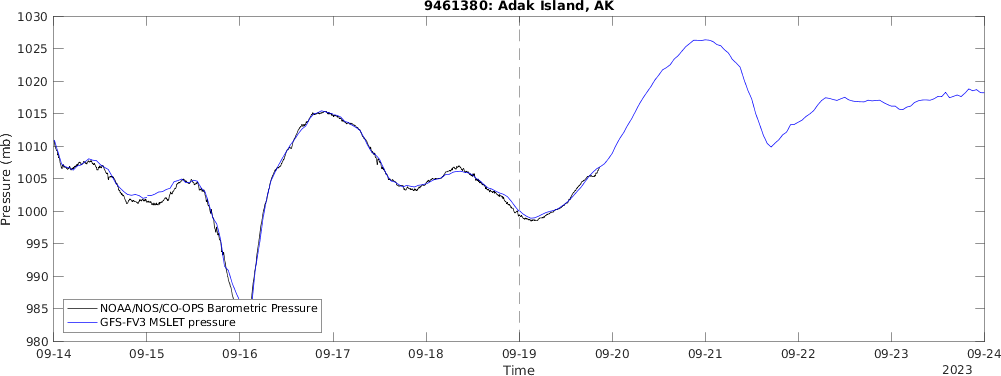 9461380: Adak Island, AK
1030
1025
1020
1015
1010
1005
1000
995
990
985
980
Pressure (mb)
NOAA/NOS/CO-OPS Barometric Pressure
GFS-FV3 MSLET pressure
09-14 09-15 09-16 09-17 09-18 09-19 09-20 09-21 09-22 09-23 09-24
Time
2023